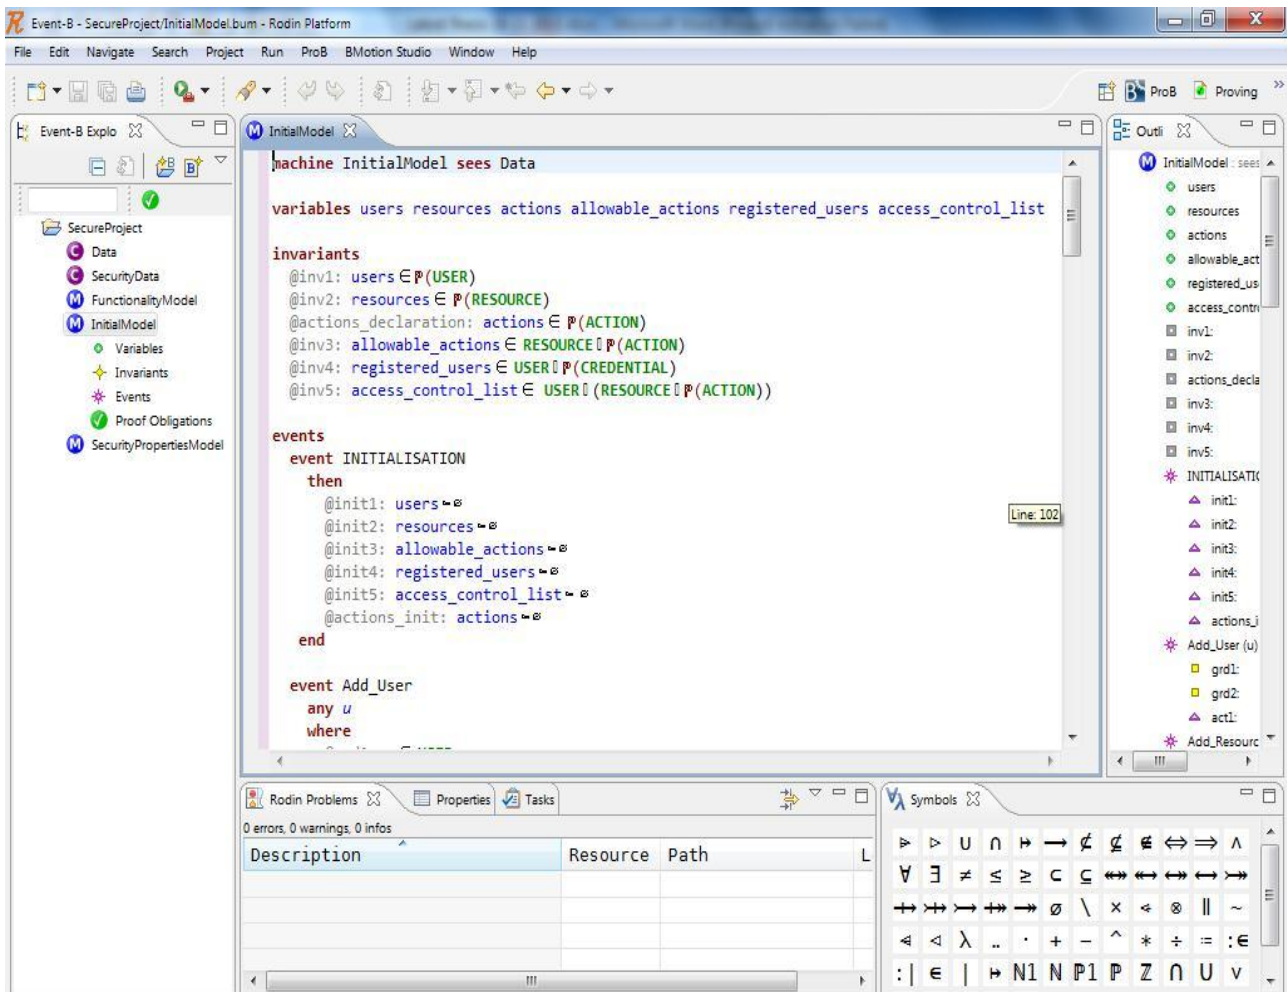 Event-B - SecureProject/InitialModel.bum - Rodin Platform
File Edit Navigate Search Project Run ProB BMotion Studio Window Help
ProB Proving »
Event-B Explo
SecureProject
Data
SecurityData
FunctionalityModel
InitialModel
Variables
Invariants
Events
Proof Obligations
SecurityPropertiesModel
InitialModel
machine InitialModel sees Data
variables users resources actions allowable_actions registered_users access_control_list
invariants
@inv1: users ∈ ℙ(USER)
@inv2: resources ∈ ℙ(RESOURCE)
@actions_declaration: actions ∈ ℙ(ACTION)
@inv3: allowable_actions ∈ RESOURCE▯ℙ(ACTION)
@inv4: registered_users ∈ USER▯ℙ(CREDENTIAL)
@inv5: access_control_list ∈ USER▯(RESOURCE▯ℙ(ACTION))
events
event INITIALISATION
then
@init1: users ≔ ∅
@init2: resources ≔ ∅
@init3: allowable_actions ≔ ∅
@init4: registered_users ≔ ∅
@init5: access_control_list ≔ ∅
@actions_init: actions ≔ ∅
end
event Add_User
any u
where
Line: 102
Outli
InitialModel : sees
users
resources
actions
allowable_act
registered_us
access_contr
inv1:
inv2:
actions_decla
inv3:
inv4:
inv5:
INITIALISATI
init1:
init2:
init3:
init4:
init5:
actions_i
Add_User (u)
grd1:
grd2:
act1:
Add_Resourc
Rodin Problems Properties Tasks
0 errors, 0 warnings, 0 infos
Description Resource Path L
Symbols
⩥ ▷ ∪ ∩ ↦ → ⊄ ⊈ ∉ ⇔ ⇒ ∧
∀ ∃ ≠ ≤ ≥ ⊂ ⊆ ↔ ⤖
∅ \ × ⊗ ∥ ~
⩤ ◁ λ ‥ · + − ^ ∗ ÷ ≔ :∈
:| ∈ | ↦ ℕ1 ℕ ℙ1 ℙ ℤ ⋂ ⋃ ∨